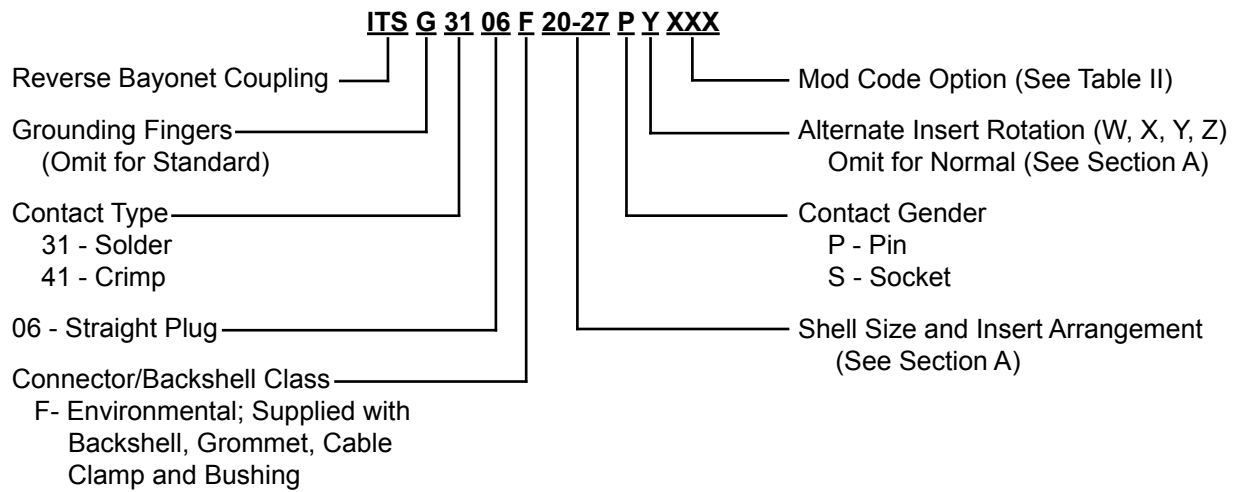 ITS G 31 06 F 20-27 P Y XXX
Reverse Bayonet Coupling
Grounding Fingers
(Omit for Standard)
Contact Type
31 - Solder
41 - Crimp
06 - Straight Plug
Connector/Backshell Class
F- Environmental; Supplied with
Backshell, Grommet, Cable
Clamp and Bushing
Mod Code Option (See Table II)
Alternate Insert Rotation (W, X, Y, Z)
Omit for Normal (See Section A)
Contact Gender
P - Pin
S - Socket
Shell Size and Insert Arrangement
(See Section A)